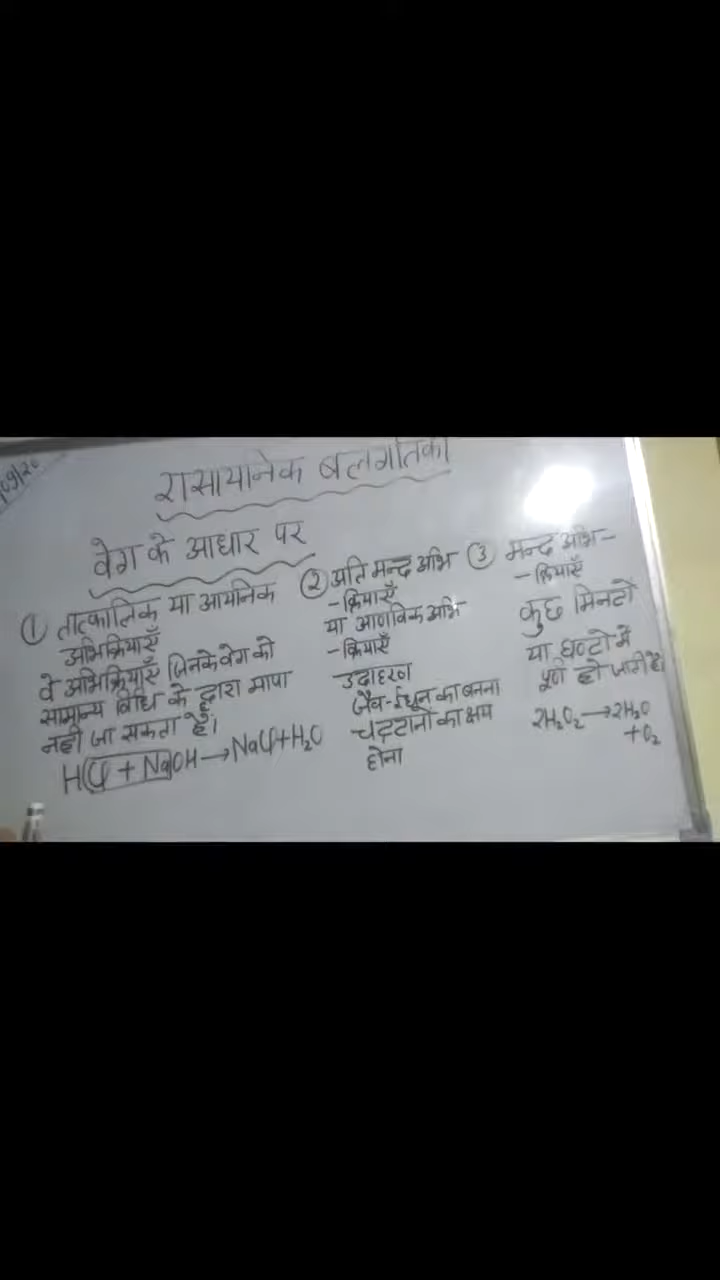 रासायनिक बलगतिकी
वेग के आधार पर
① तात्कालिक या आयनिक
अभिक्रियाएँ
वे अभिक्रियाएँ जिनके वेग को
सामान्य विधि के द्वारा मापा
नही जा सकता है।
HCl + NaOH → NaCl + H₂O
② अति मन्द अभि
-क्रियाएँ
या आणविक अभि-
-क्रियाएँ
उदाहरण
जैव-ईधन का बनना
चट्टानो का क्षय
होना
③ मन्द अभि-
-क्रियाएँ
कुछ मिनटो
या घण्टो में
पूर्ण हो जाती है।
2H₂O₂ → 2H₂O
+ O₂